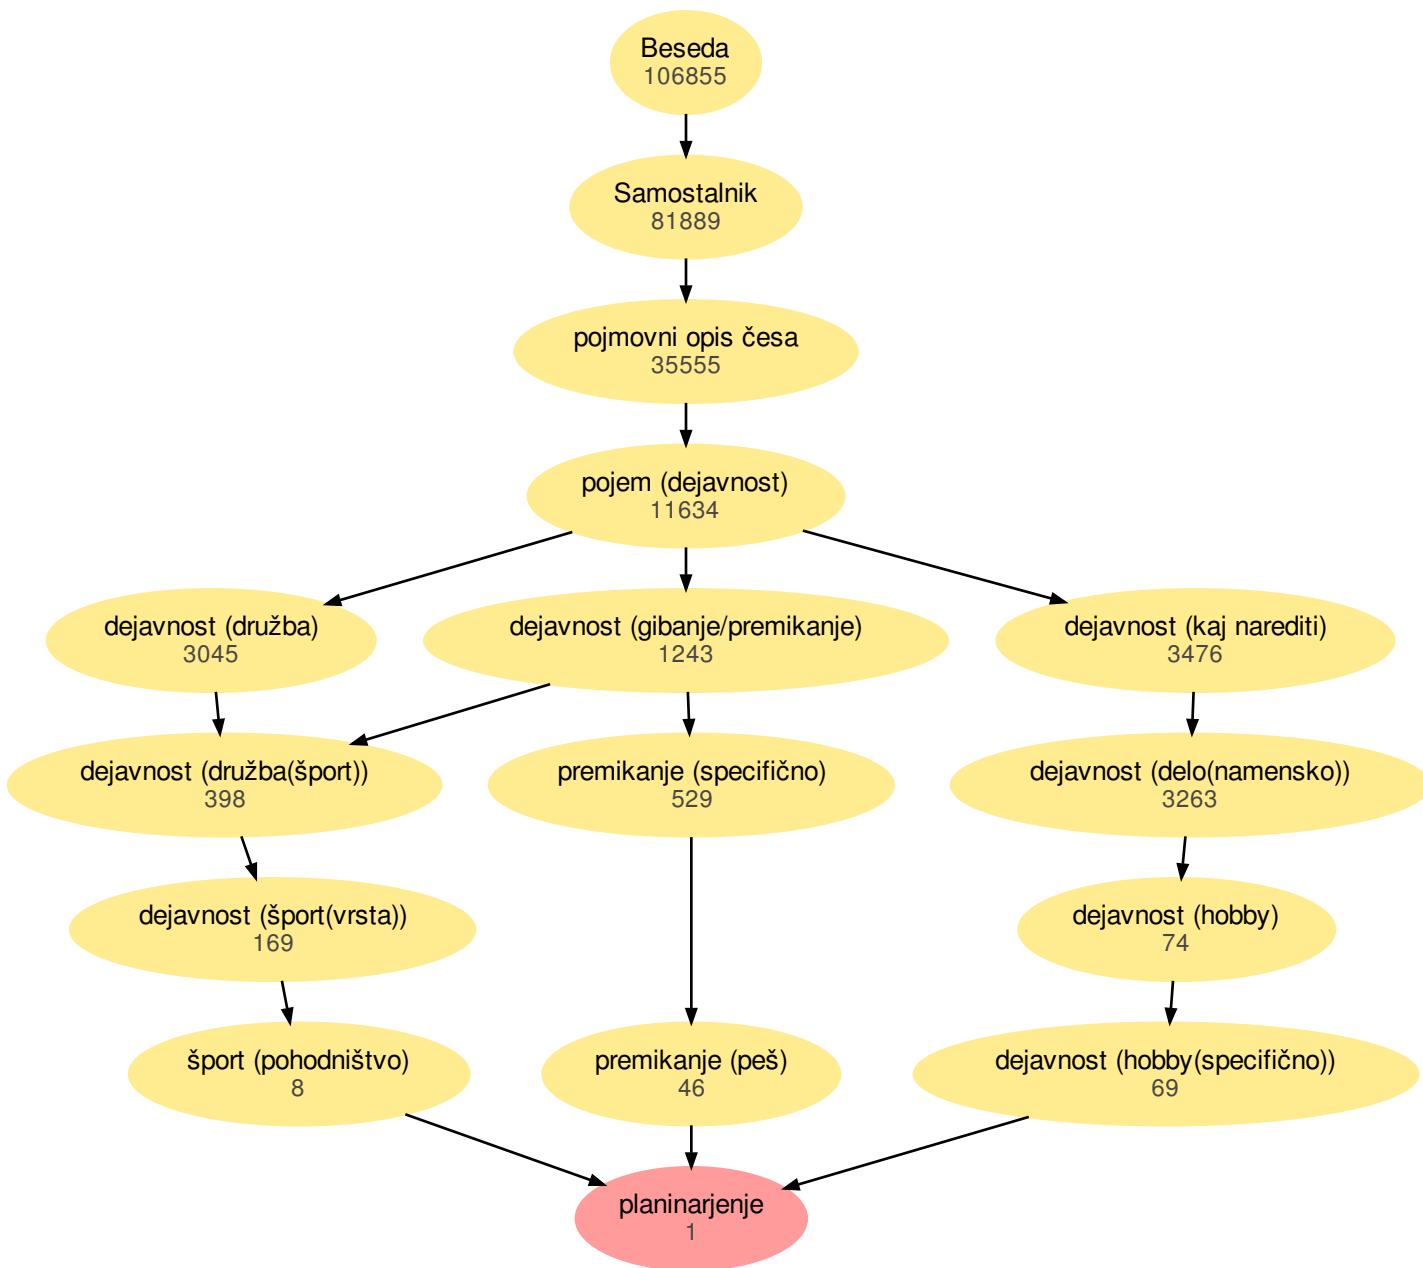 Beseda
106855
Samostalnik
81889
pojmovni opis česa
35555
pojem (dejavnost)
11634
dejavnost (družba)
3045
dejavnost (gibanje/premikanje)
1243
dejavnost (kaj narediti)
3476
dejavnost (družba(šport))
398
premikanje (specifično)
529
dejavnost (delo(namensko))
3263
dejavnost (šport(vrsta))
169
dejavnost (hobby)
74
šport (pohodništvo)
8
premikanje (peš)
46
dejavnost (hobby(specifično))
69
planinarjenje
1